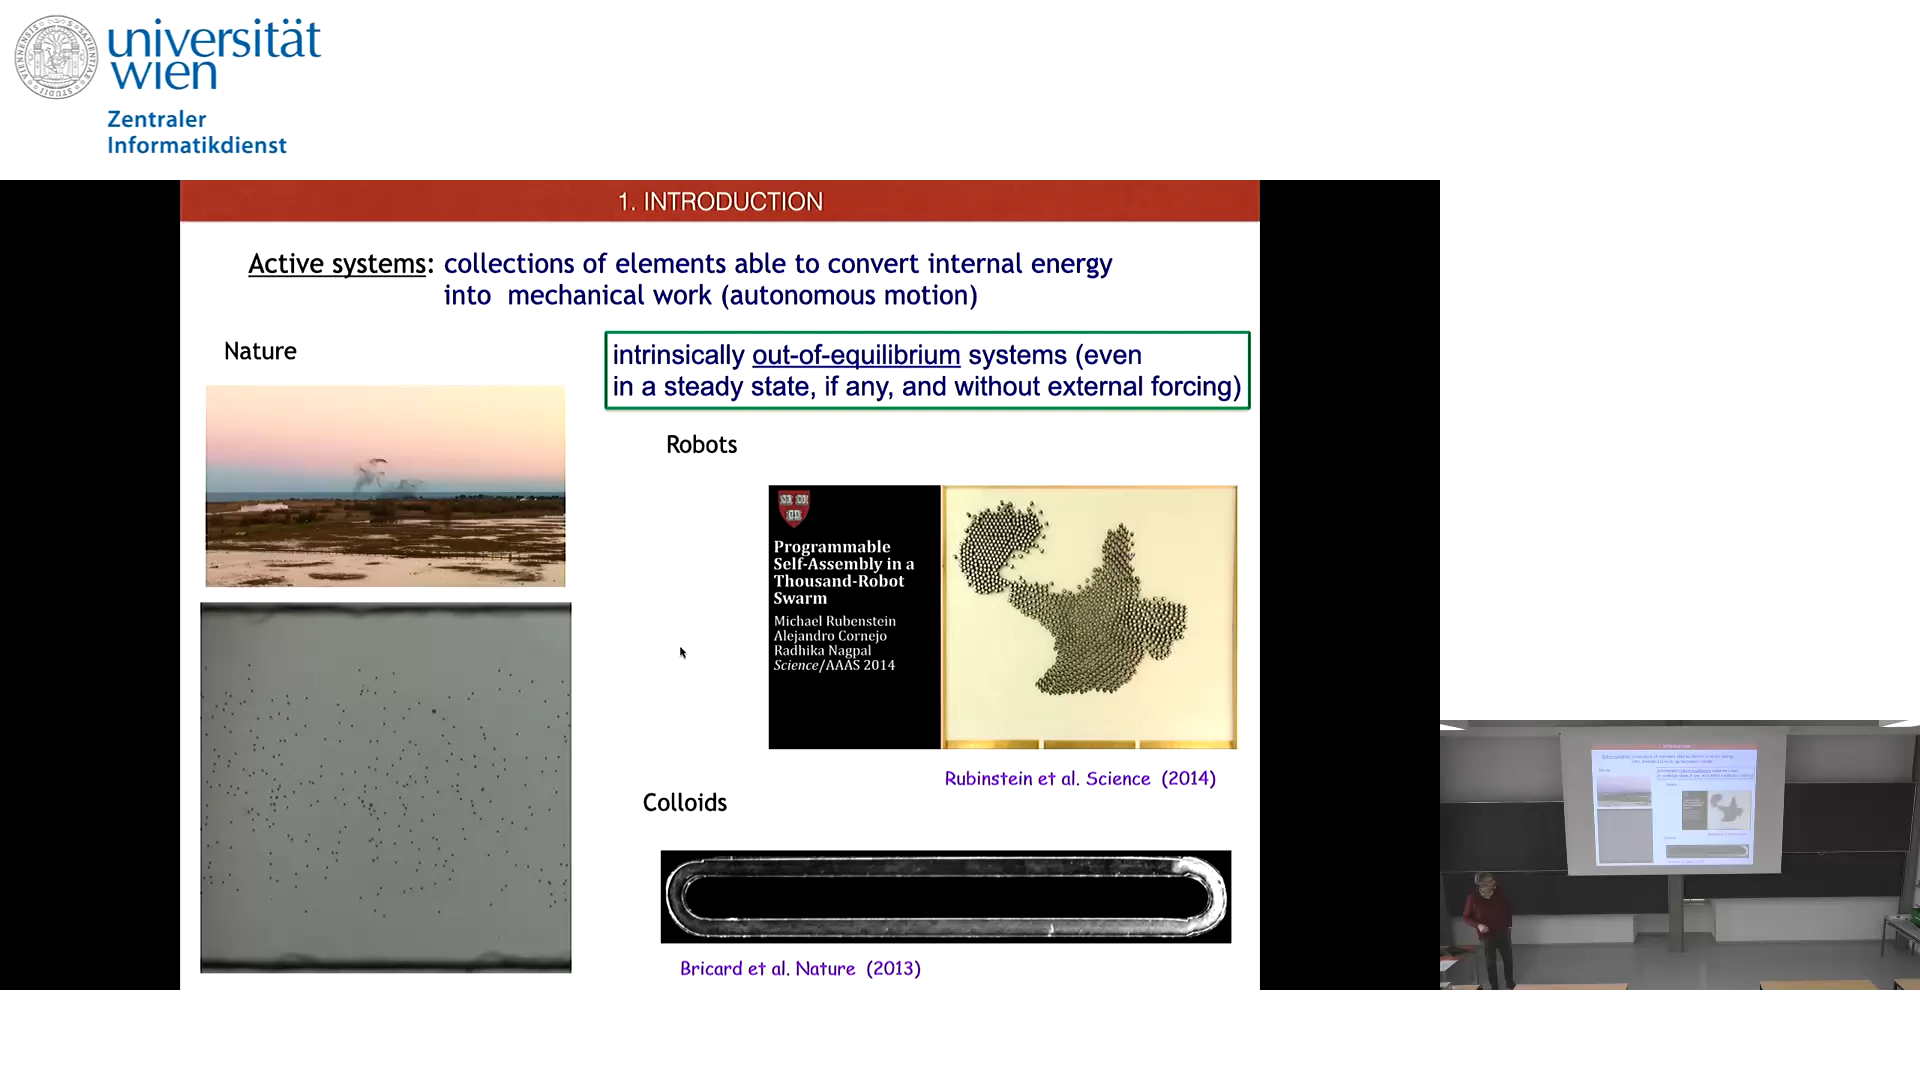 universität
wien
Zentraler
Informatikdienst
1. INTRODUCTION
Active systems: collections of elements able to convert internal energy
into mechanical work (autonomous motion)
Nature
intrinsically out-of-equilibrium systems (even
in a steady state, if any, and without external forcing)
Robots
Programmable
Self-Assembly in a
Thousand-Robot
Swarm
Michael Rubenstein
Alejandro Cornejo
Radhika Nagpal
Science/AAAS 2014
Rubinstein et al. Science (2014)
Colloids
Bricard et al. Nature (2013)